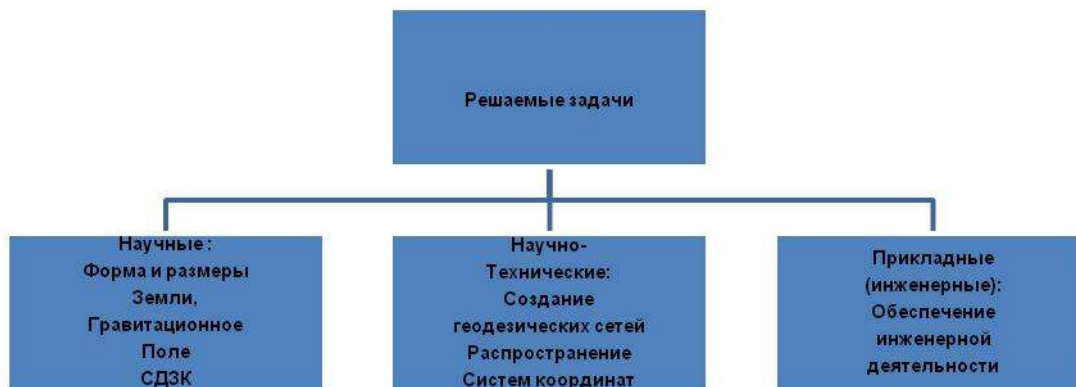 Решаемые задачи
Научные :
Форма и размеры
Земли,
Гравитационное
Поле
СДЗК
Научно-
Технические:
Создание
геодезических сетей
Распространение
Систем координат
Прикладные
(инженерные):
Обеспечение
инженерной
деятельности